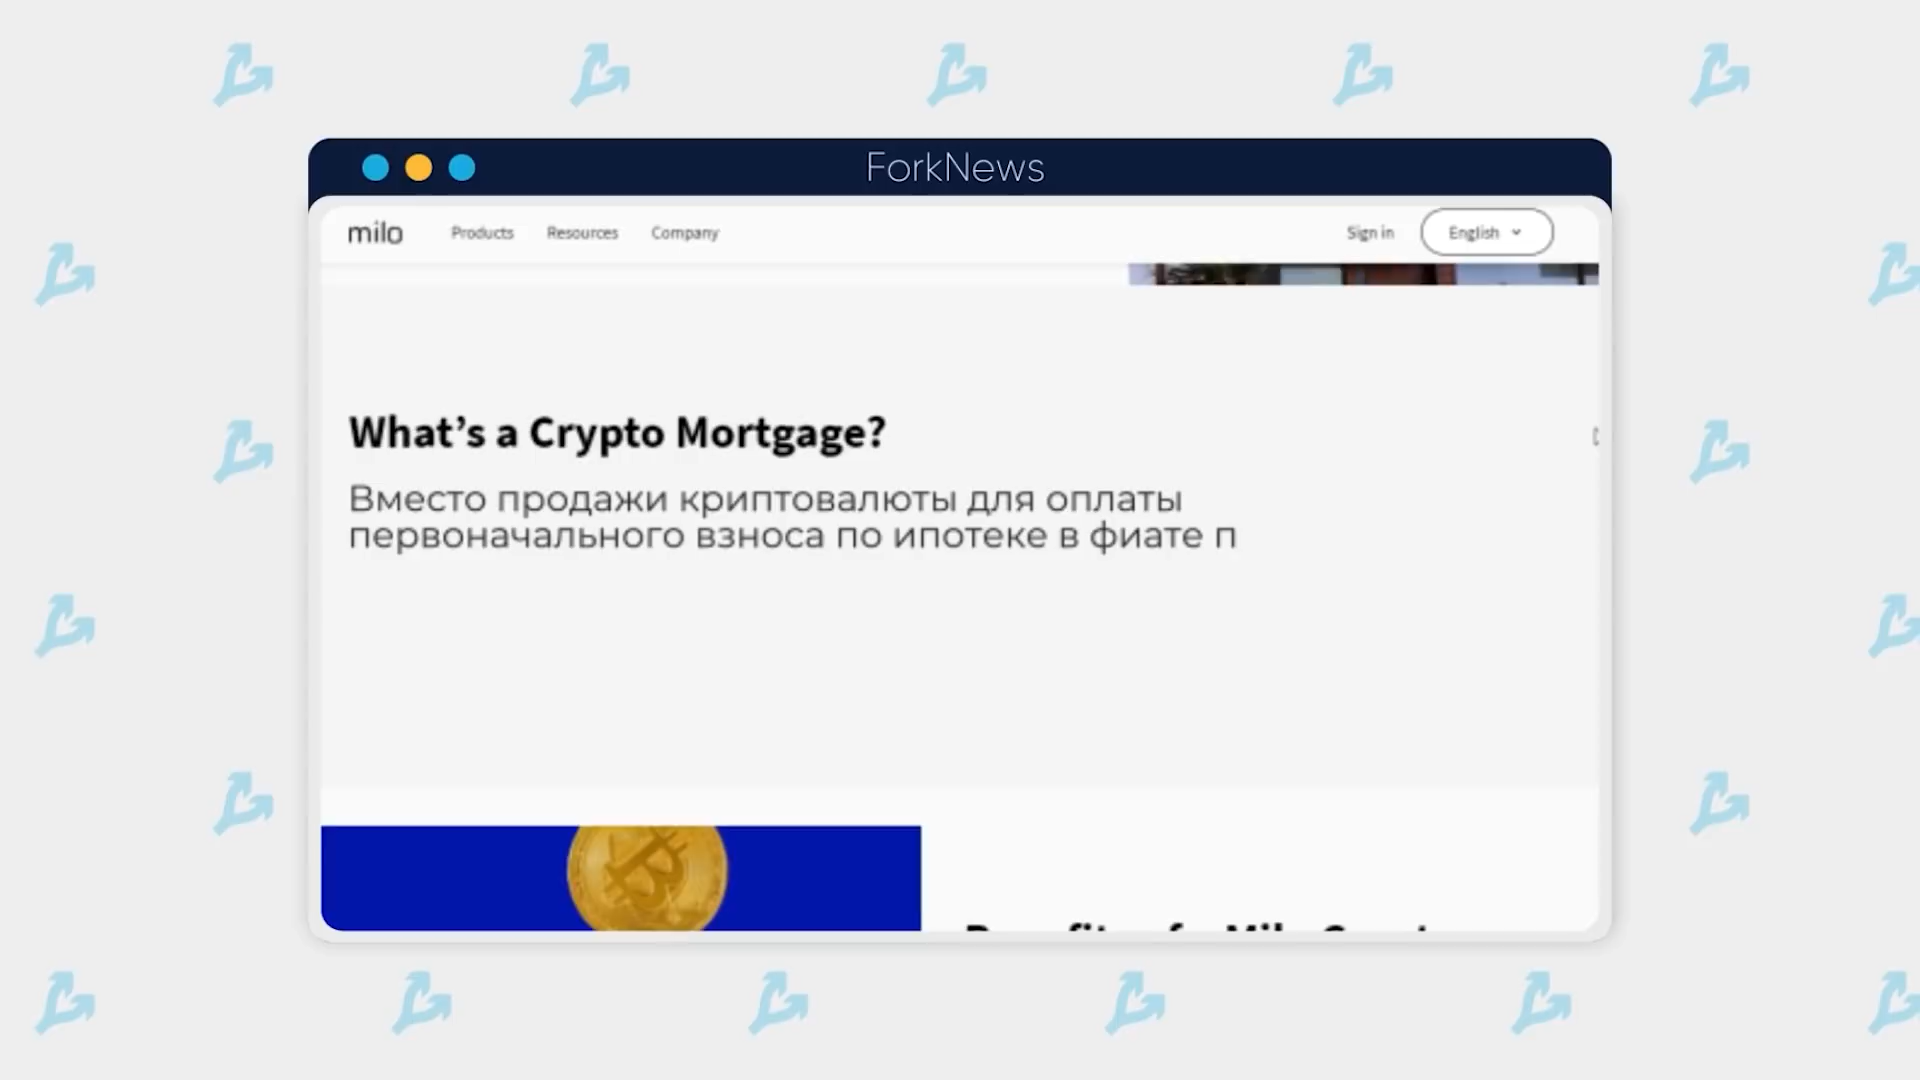 ForkNews
milo Products Resources Company Sign in English
What's a Crypto Mortgage?
Вместо продажи криптовалюты для оплаты
первоначального взноса по ипотеке в фиате п